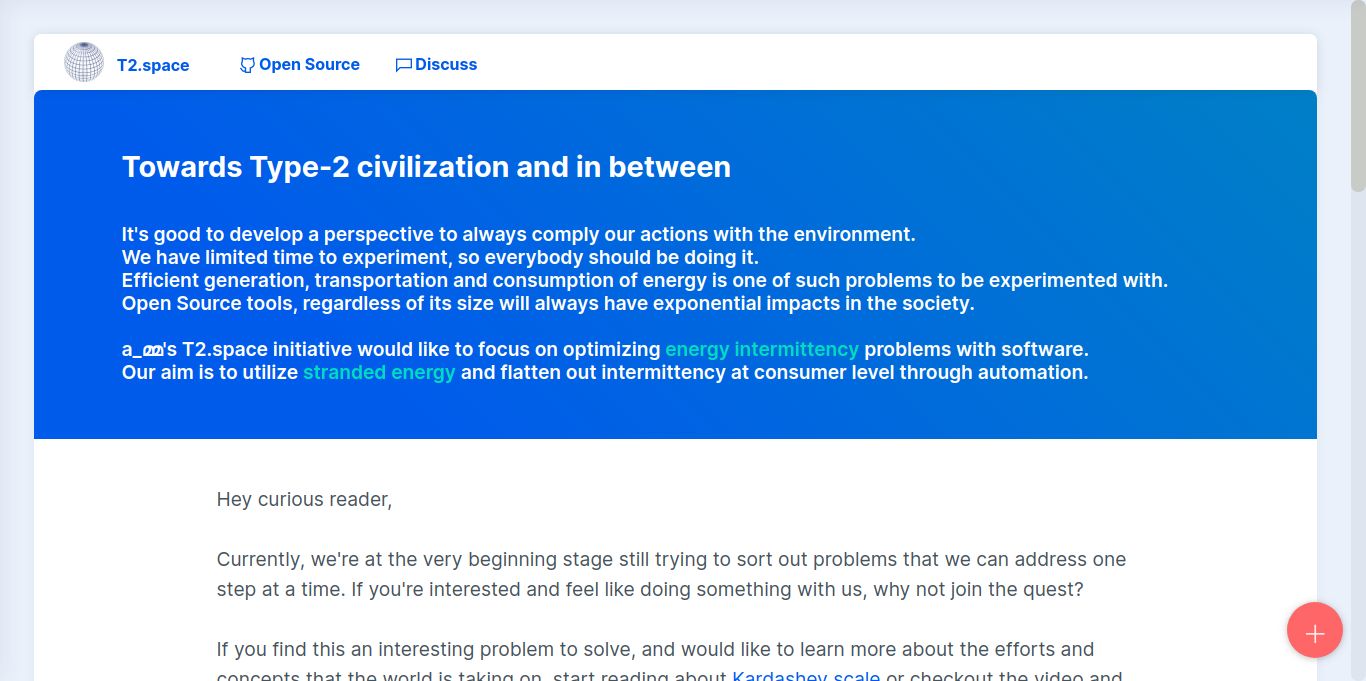 T2.space
Open Source
Discuss
Towards Type-2 civilization and in between
It's good to develop a perspective to always comply our actions with the environment.
We have limited time to experiment, so everybody should be doing it.
Efficient generation, transportation and consumption of energy is one of such problems to be experimented with.
Open Source tools, regardless of its size will always have exponential impacts in the society.
a_മ്മ's T2.space initiative would like to focus on optimizing energy intermittency problems with software.
Our aim is to utilize stranded energy and flatten out intermittency at consumer level through automation.
Hey curious reader,
Currently, we're at the very beginning stage still trying to sort out problems that we can address one
step at a time. If you're interested and feel like doing something with us, why not join the quest?
If you find this an interesting problem to solve, and would like to learn more about the efforts and
concepts that the world is taking on, start reading about Kardashev scale or checkout the video and